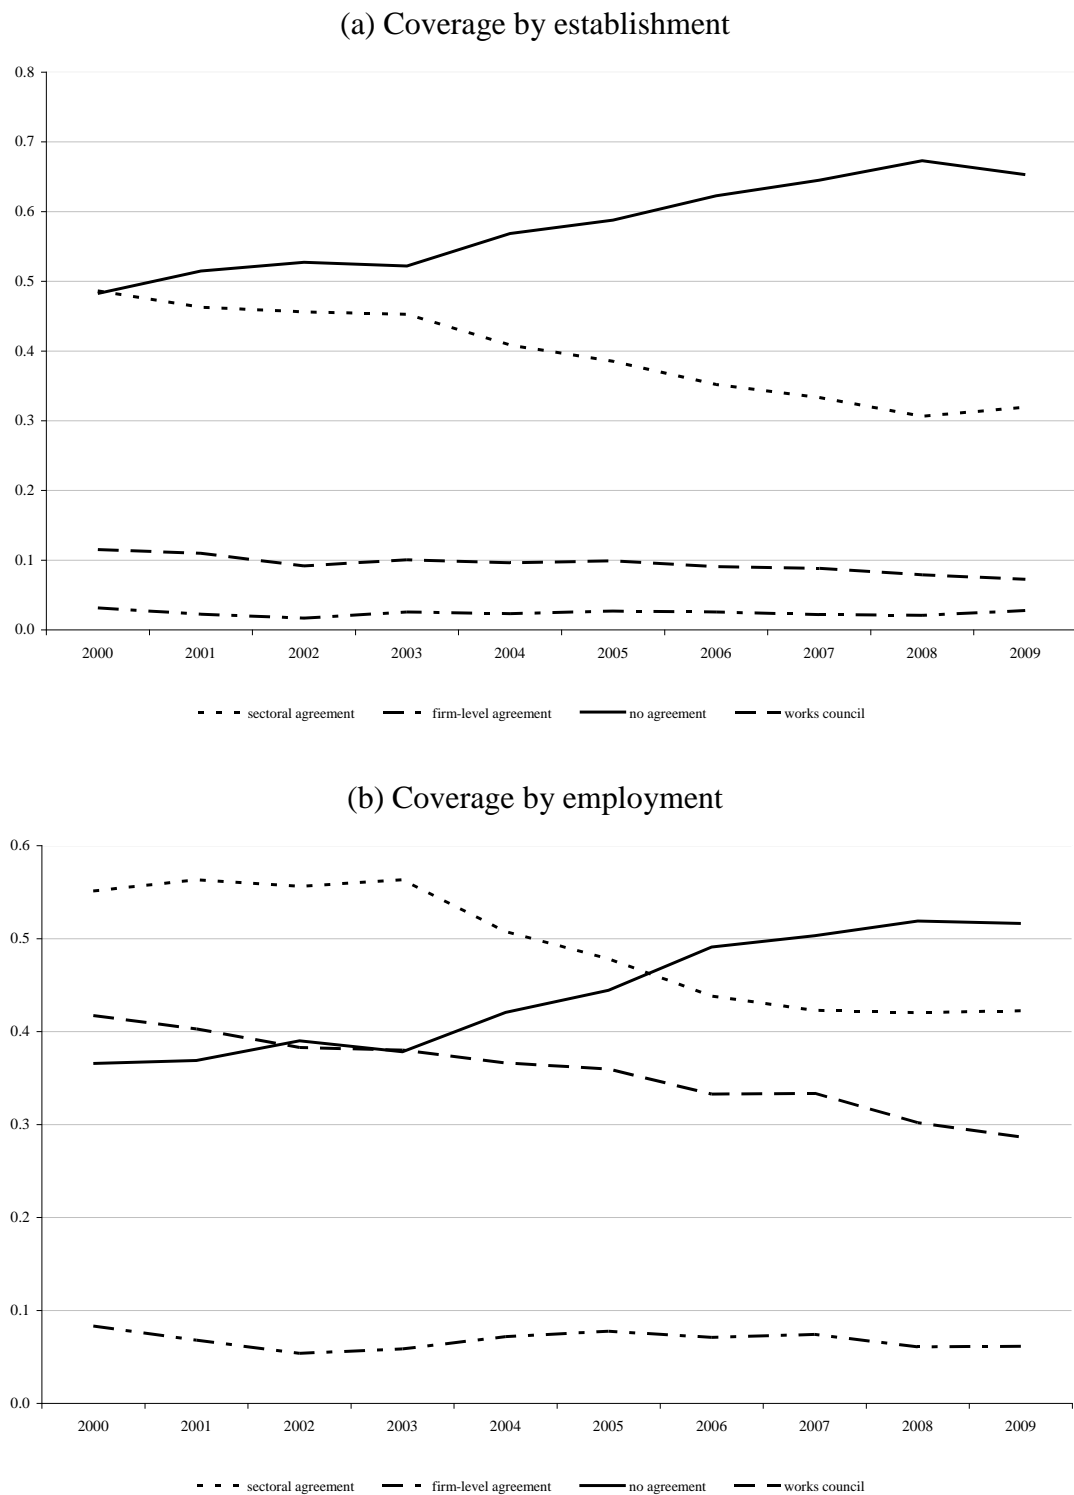 (a) Coverage by establishment
0.8
0.7
0.6
0.5
0.4
0.3
0.2
0.1
0.0
2000 2001 2002 2003 2004 2005 2006 2007 2008 2009
sectoral agreement firm-level agreement no agreement works council
(b) Coverage by employment
0.6
0.5
0.4
0.3
0.2
0.1
0.0
2000 2001 2002 2003 2004 2005 2006 2007 2008 2009
sectoral agreement firm-level agreement no agreement works council